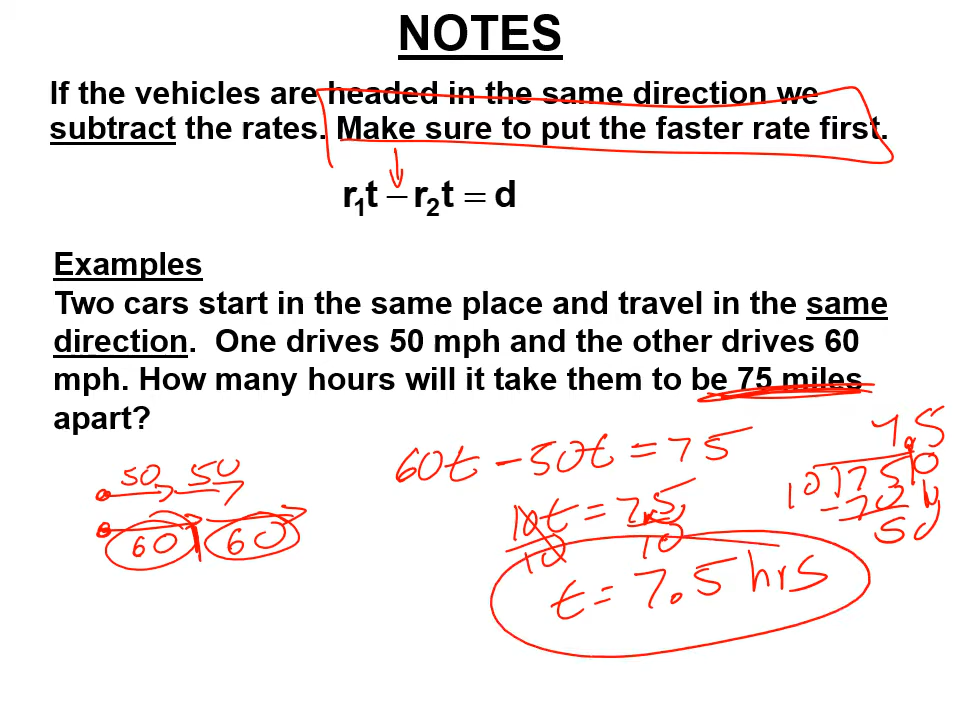 NOTES
If the vehicles are headed in the same direction we
subtract the rates. Make sure to put the faster rate first.
r₁t − r₂t = d
Examples
Two cars start in the same place and travel in the same
direction. One drives 50 mph and the other drives 60
mph. How many hours will it take them to be 75 miles
apart?
50 50
60 60
60t − 50t = 75
10t = 75
10 10
t = 7.5 hrs
7.5
10)75.0
−70
50